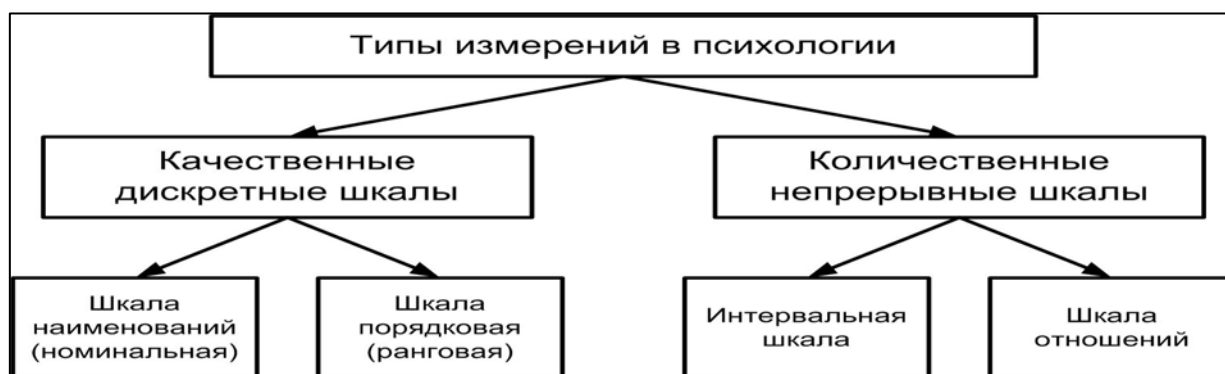 Типы измерений в психологии
Качественные
дискретные шкалы
Количественные
непрерывные шкалы
Шкала
наименований
(номинальная)
Шкала
порядковая
(ранговая)
Интервальная
шкала
Шкала
отношений